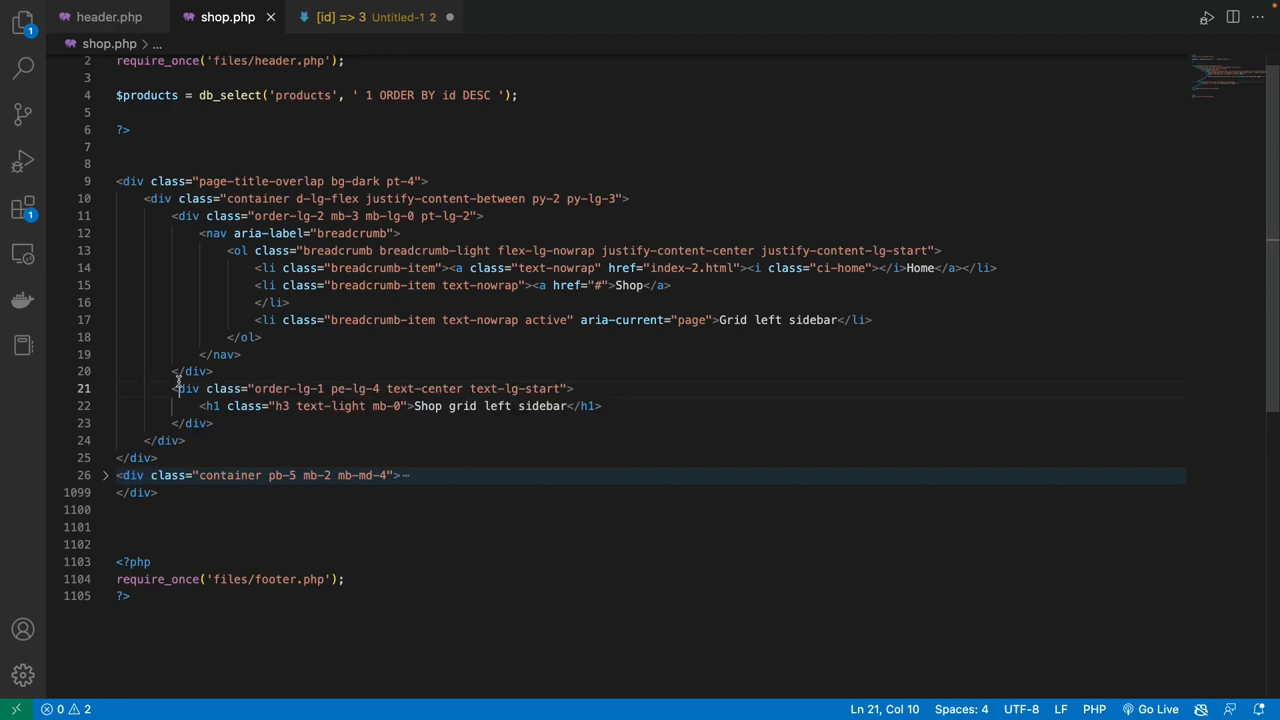 header.php
shop.php
[id] => 3 Untitled-1 2
shop.php > ...
2 require_once('files/header.php');
3
4 $products = db_select('products', ' 1 ORDER BY id DESC ');
5
6 ?>
7
8
9 <div class="page-title-overlap bg-dark pt-4">
10 <div class="container d-lg-flex justify-content-between py-2 py-lg-3">
11 <div class="order-lg-2 mb-3 mb-lg-0 pt-lg-2">
12 <nav aria-label="breadcrumb">
13 <ol class="breadcrumb breadcrumb-light flex-lg-nowrap justify-content-center justify-content-lg-start">
14 <li class="breadcrumb-item"><a class="text-nowrap" href="index-2.html"><i class="ci-home"></i>Home</a></li>
15 <li class="breadcrumb-item text-nowrap"><a href="#">Shop</a>
16 </li>
17 <li class="breadcrumb-item text-nowrap active" aria-current="page">Grid left sidebar</li>
18 </ol>
19 </nav>
20 </div>
21 <div class="order-lg-1 pe-lg-4 text-center text-lg-start">
22 <h1 class="h3 text-light mb-0">Shop grid left sidebar</h1>
23 </div>
24 </div>
25 </div>
26 <div class="container pb-5 mb-2 mb-md-4">⋯
1099 </div>
1100
1101
1102
1103 <?php
1104 require_once('files/footer.php');
1105 ?>
1
1
0 2
Ln 21, Col 10 Spaces: 4 UTF-8 LF PHP Go Live